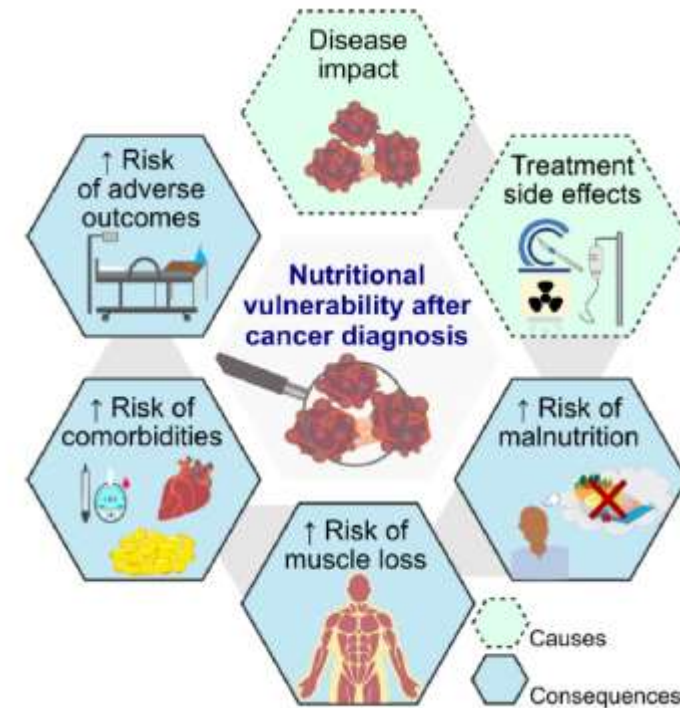 Disease
impact
Treatment
side effects
↑ Risk of
malnutrition
↑ Risk of
muscle loss
↑ Risk of
comorbidities
↑ Risk
of adverse
outcomes
Nutritional
vulnerability after
cancer diagnosis
Causes
Consequences